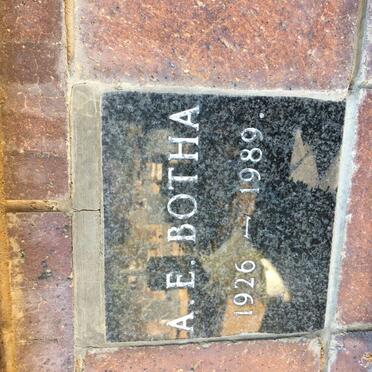 A. E. BOTHA
1926 — 1989.